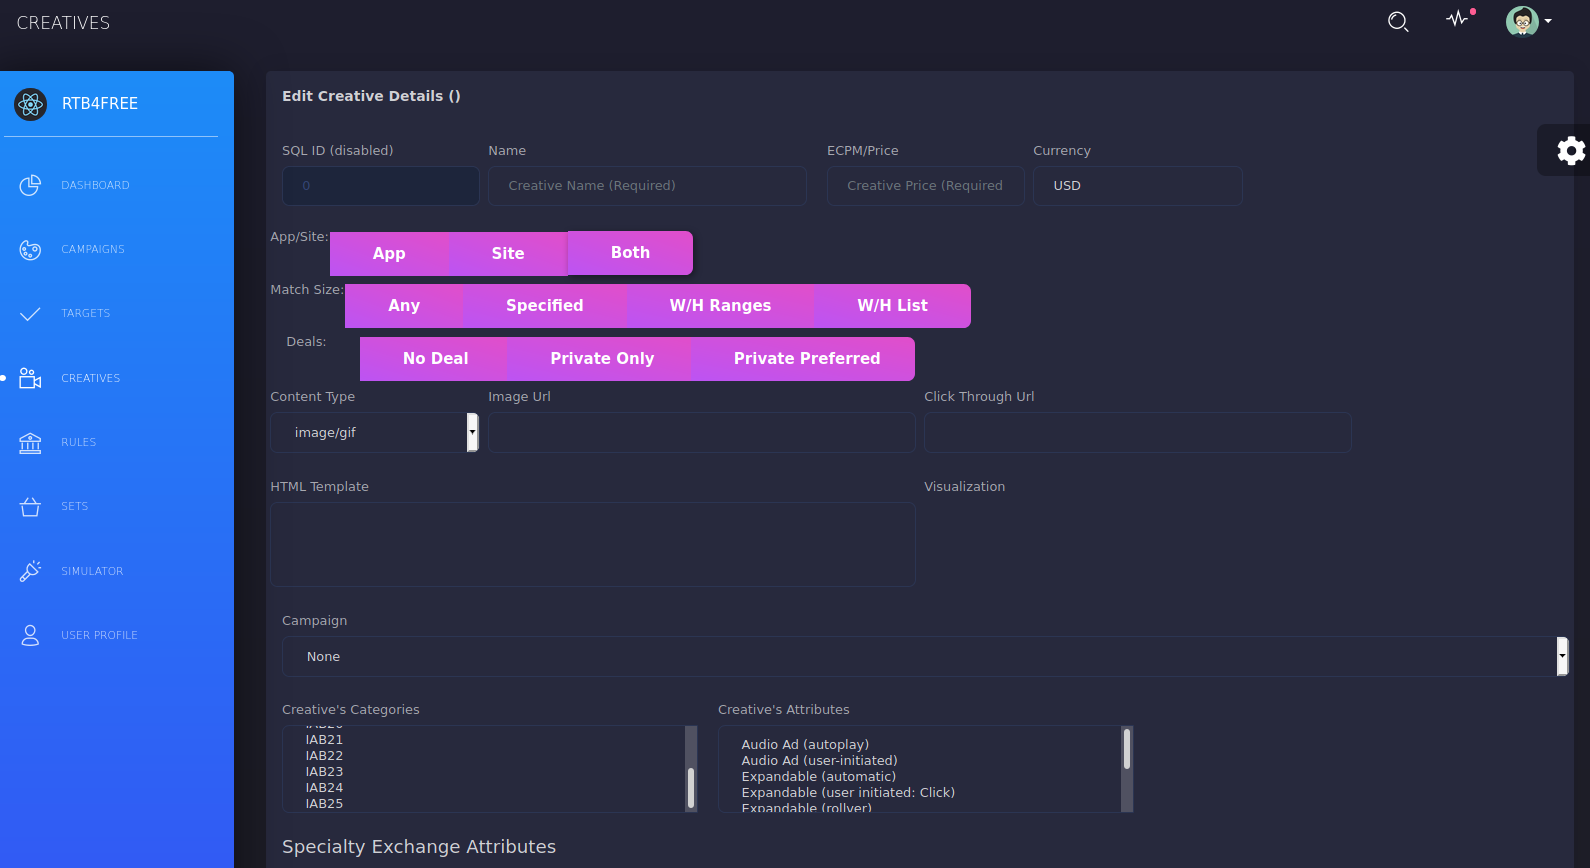 CREATIVES
RTB4FREE
DASHBOARD
CAMPAIGNS
TARGETS
CREATIVES
RULES
SETS
SIMULATOR
USER PROFILE
Edit Creative Details ()
SQL ID (disabled) Name ECPM/Price Currency
0 Creative Name (Required) Creative Price (Required USD
App/Site: App Site Both
Match Size: Any Specified W/H Ranges W/H List
Deals: No Deal Private Only Private Preferred
Content Type Image Url Click Through Url
image/gif
HTML Template Visualization
Campaign
None
Creative's Categories Creative's Attributes
IAB20
IAB21 Audio Ad (autoplay)
IAB22 Audio Ad (user-initiated)
IAB23 Expandable (automatic)
IAB24 Expandable (user initiated: Click)
IAB25 Expandable (rollver)
Specialty Exchange Attributes